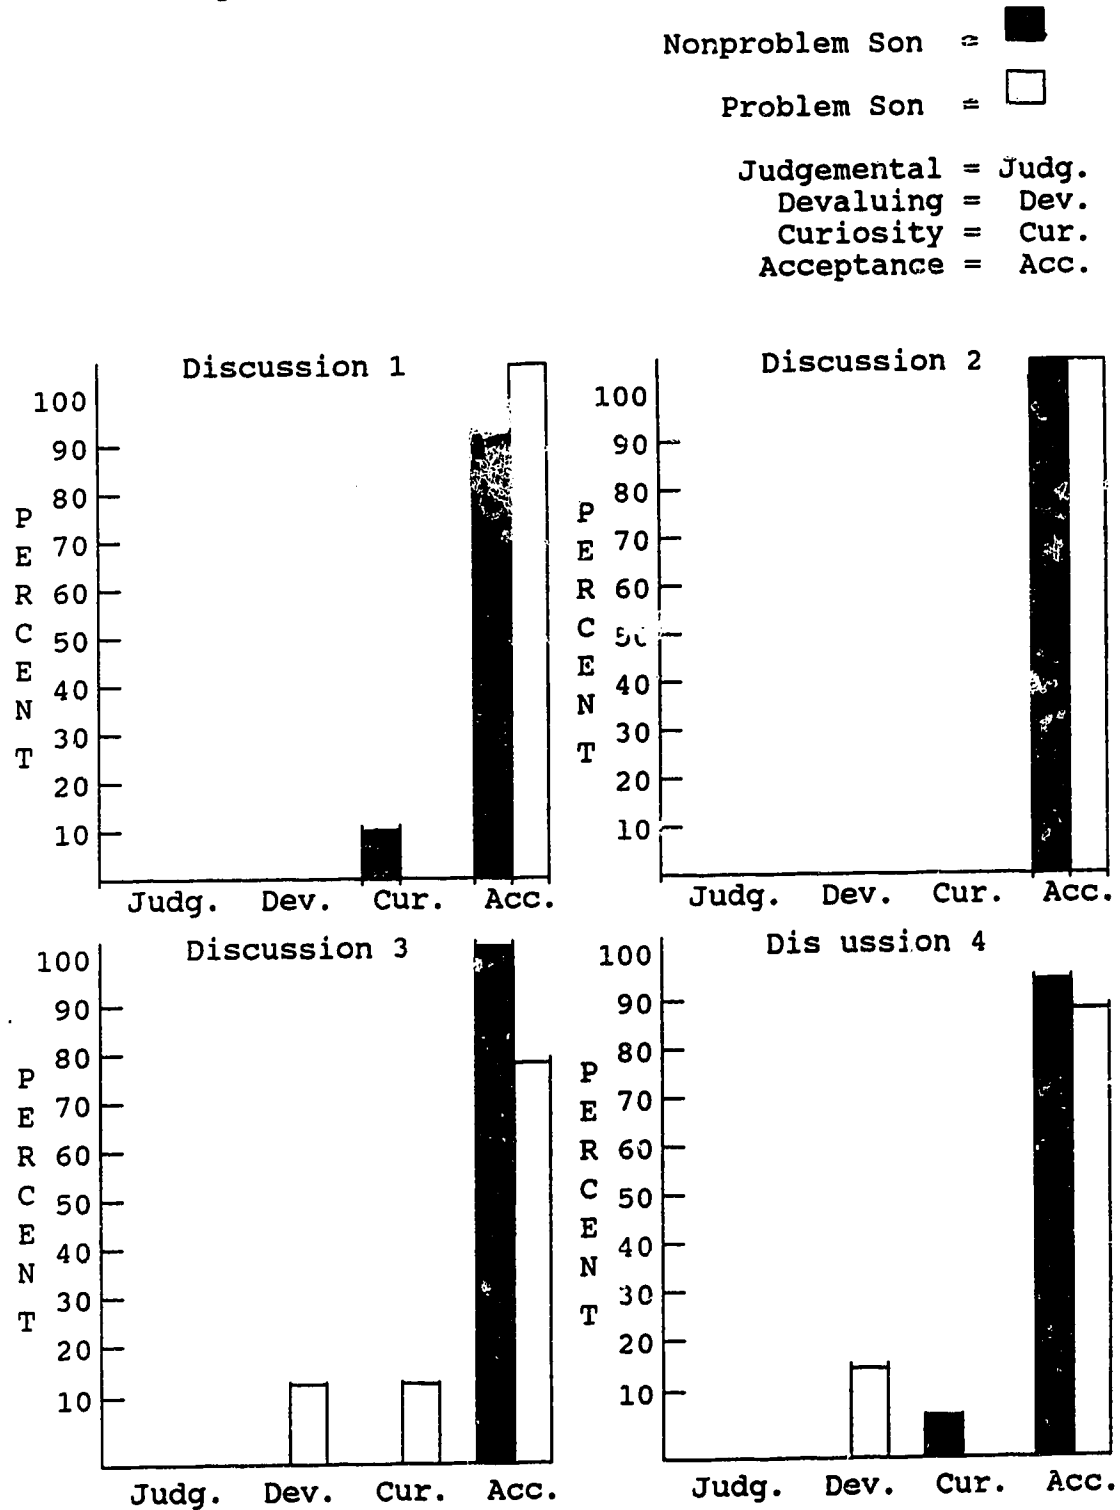 Nonproblem Son =
Problem Son =
Judgemental = Judg.
Devaluing = Dev.
Curiosity = Cur.
Acceptance = Acc.
Discussion 1
100
90
80
70
60
50
40
30
20
10
PERCENT
Judg. Dev. Cur. Acc.
Discussion 2
100
90
80
70
60
40
30
20
10
PERCENT
Judg. Dev. Cur. Acc.
Discussion 3
100
90
80
70
60
50
40
30
20
10
PERCENT
Judg. Dev. Cur. Acc.
Dis ussion 4
100
90
80
70
60
50
40
30
20
10
PERCENT
Judg. Dev. Cur. Acc.